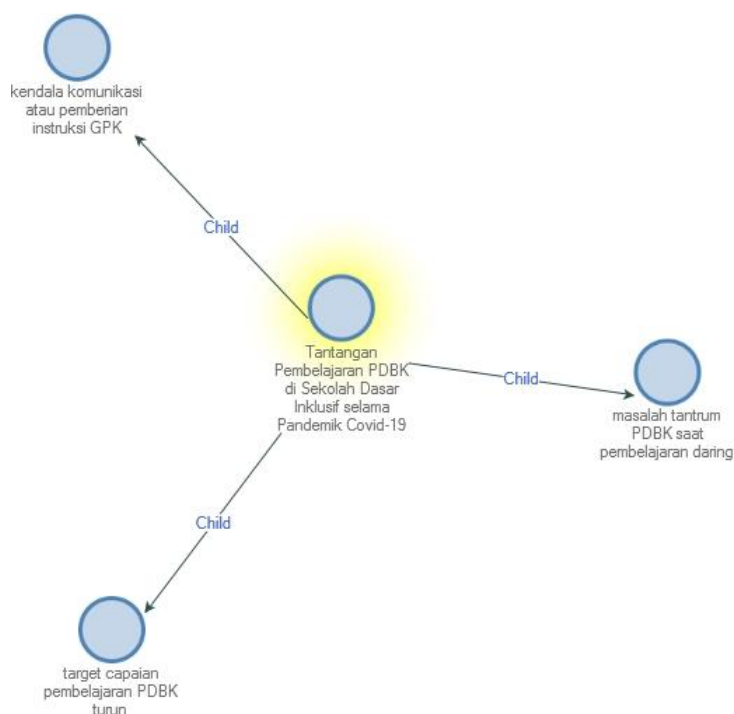 kendala komunikasi
atau pemberian
instruksi GPK
Child
Tantangan
Pembelajaran PDBK
di Sekolah Dasar
Inklusif selama
Pandemik Covid-19
Child
masalah tantrum
PDBK saat
pembelajaran daring
Child
target capaian
pembelajaran PDBK
turun